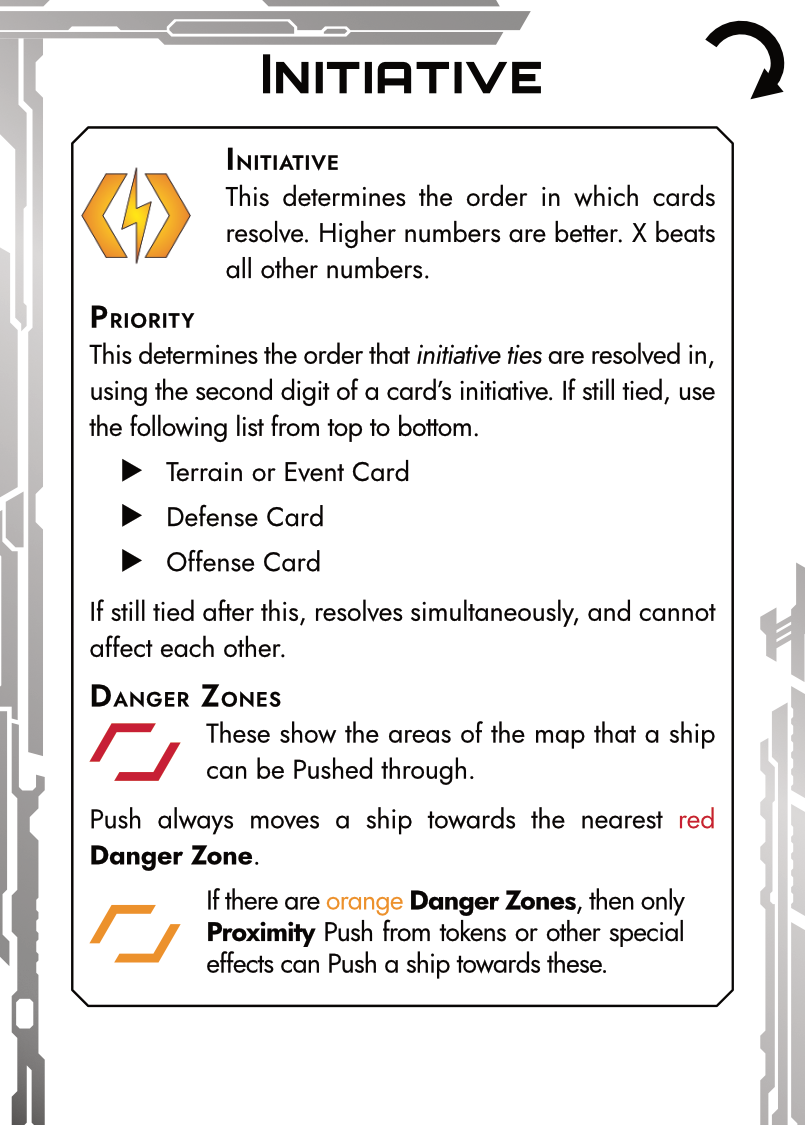 Initiative
Initiative
This determines the order in which cards
resolve. Higher numbers are better. X beats
all other numbers.
Priority
This determines the order that initiative ties are resolved in,
using the second digit of a card's initiative. If still tied, use
the following list from top to bottom.
Terrain or Event Card
Defense Card
Offense Card
If still tied after this, resolves simultaneously, and cannot
affect each other.
Danger Zones
These show the areas of the map that a ship
can be Pushed through.
Push always moves a ship towards the nearest red
Danger Zone.
If there are orange Danger Zones, then only
Proximity Push from tokens or other special
effects can Push a ship towards these.